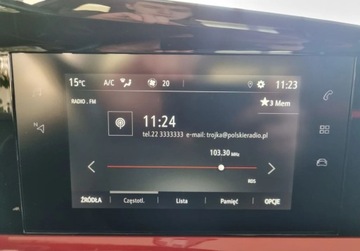 15°C A/C 20 11:23
RADIO . FM
3 Mem
11:24
tel.22 3333333 e-mail: trojka@polskieradio.pl
103.30 MHz
RDS
ŹRÓDŁA Częstotl. Lista Pamięć OPCJE